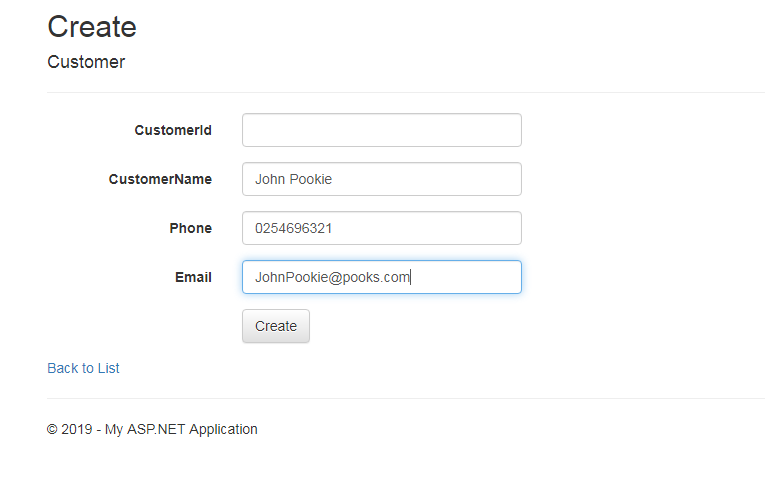 Create
Customer
CustomerId
CustomerName John Pookie
Phone 0254696321
Email JohnPookie@pooks.com
Create
Back to List
© 2019 - My ASP.NET Application